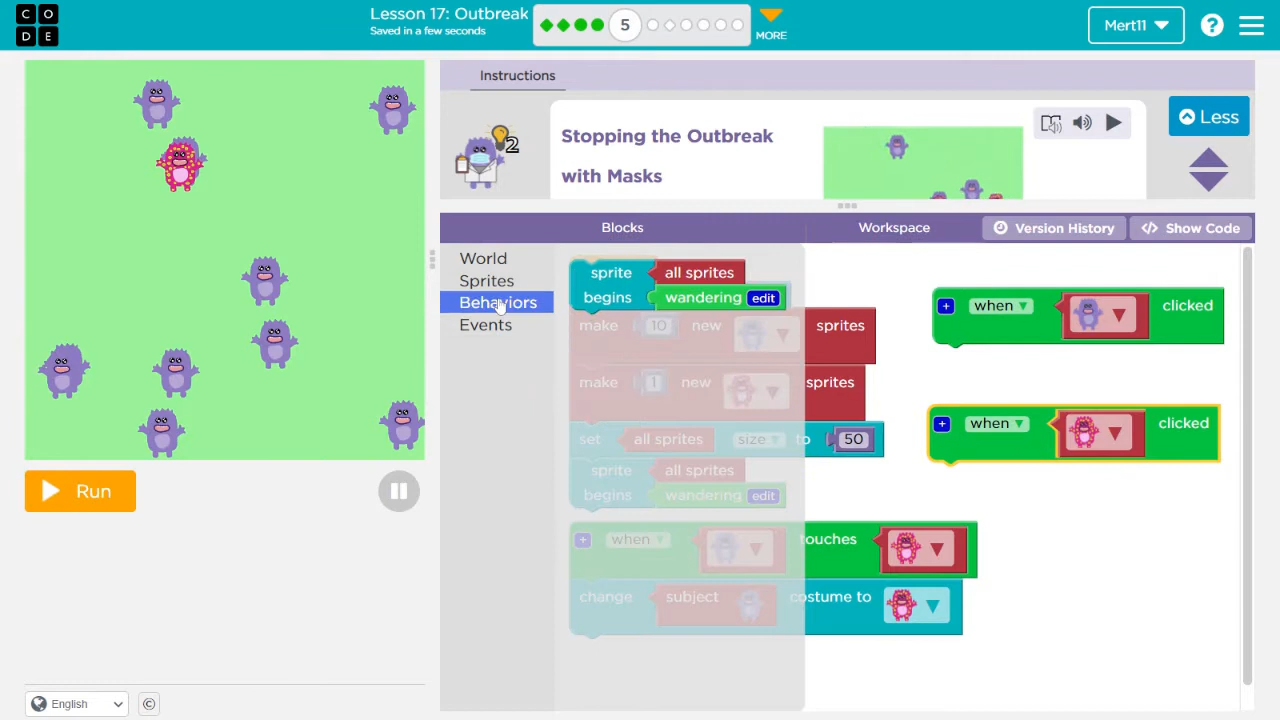 C O
D E
Lesson 17: Outbreak
Saved in a few seconds
5
MORE
Mert11
?
Instructions
2
Stopping the Outbreak
with Masks
Less
Blocks
Workspace
Version History
Show Code
World
Sprites
Behaviors
Events
sprite all sprites
begins wandering edit
make 10 new sprites
make 1 new sprites
set all sprites size to 50
sprite all sprites
begins wandering edit
+ when touches
change subject costume to
+ when clicked
+ when clicked
Run
English
©